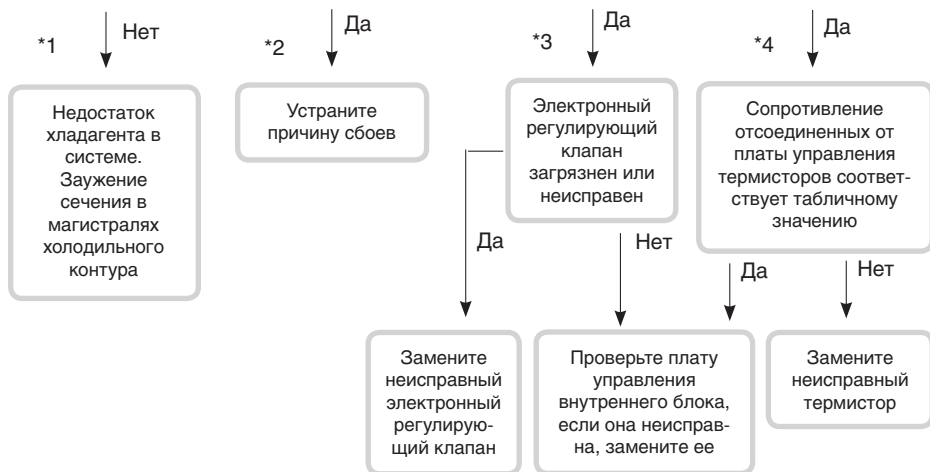 *1
Нет
*2
Да
*3
Да
*4
Да
Недостаток
хладагента в
системе.
Заужение
сечения в
магистралях
холодильного
контура
Устраните
причину сбоев
Электронный
регулирующий
клапан
загрязнен или
неисправен
Сопротивление
отсоединенных от
платы управления
термисторов соответ-
ствует табличному
значению
Да
Нет
Да
Нет
Замените
неисправный
электронный
регулирую-
щий клапан
Проверьте плату
управления
внутреннего блока,
если она неисправ-
на, замените ее
Замените
неисправный
термистор